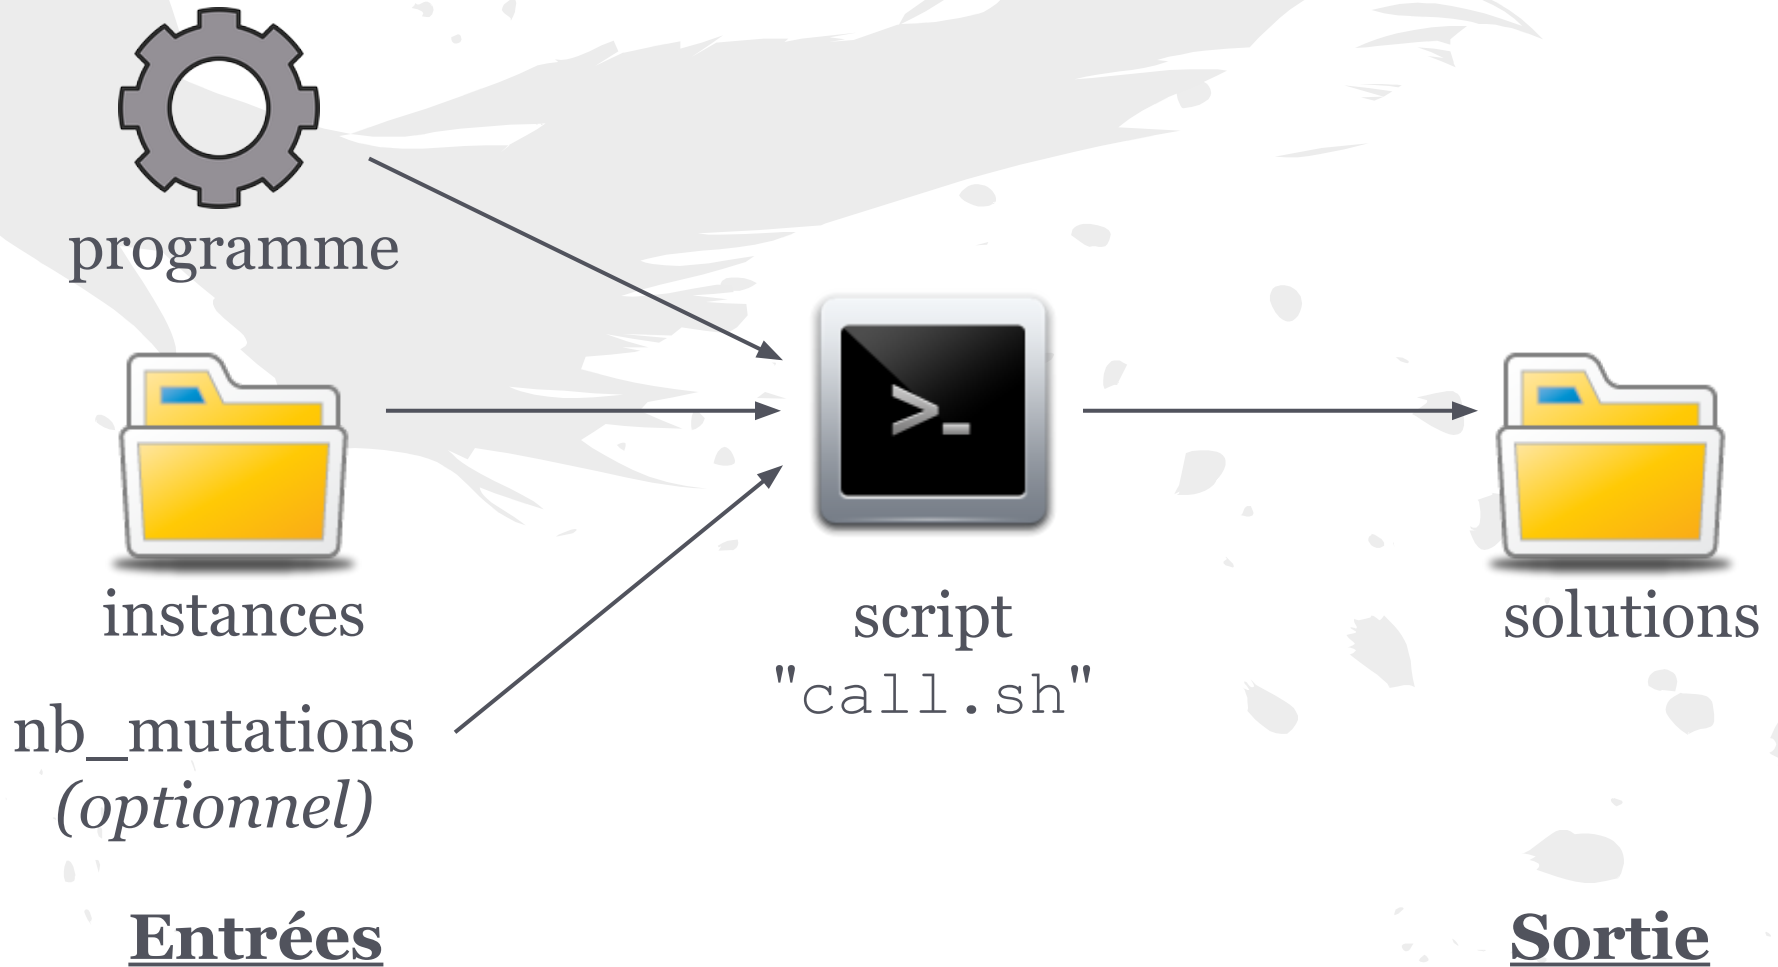 programme
instances
nb_mutations
(optionnel)
Entrées
>_
script
"call.sh"
solutions
Sortie